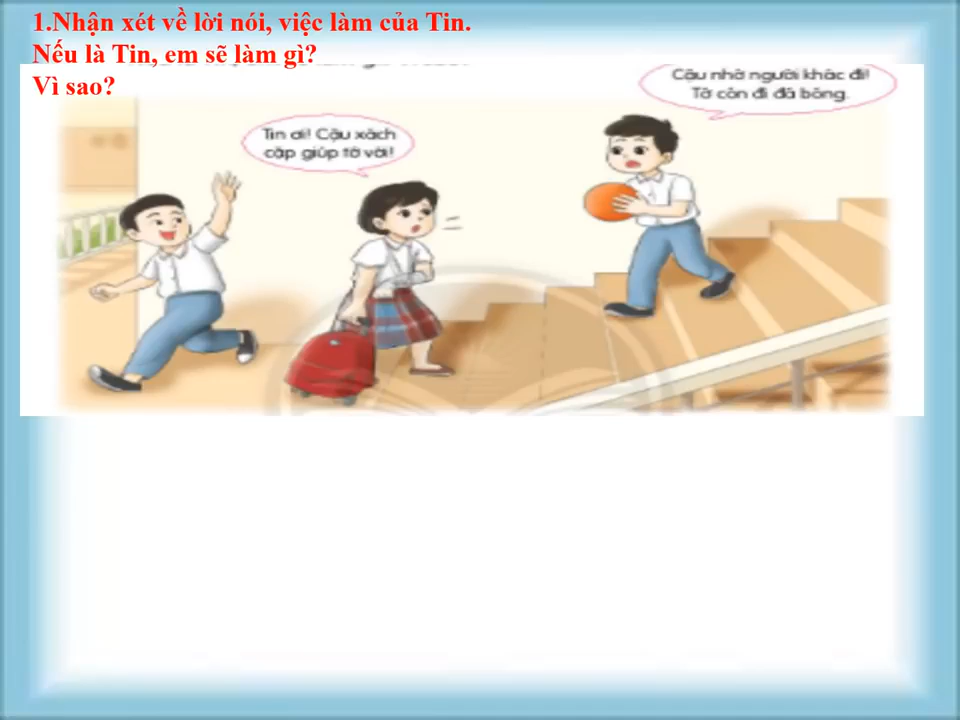 1.Nhận xét về lời nói, việc làm của Tin.
Nếu là Tin, em sẽ làm gì?
Vì sao?
Cậu nhờ người khác đi!
Tớ còn đi đá bóng.
Tin ơi! Cậu xách
cặp giúp tớ với!